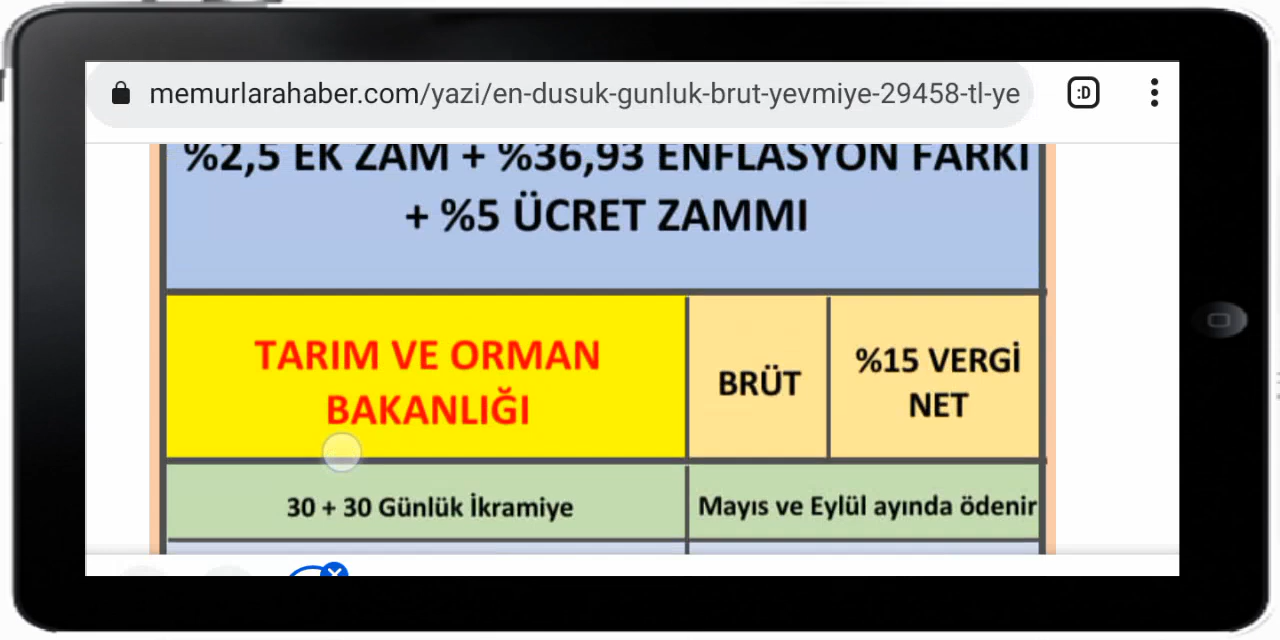 memurlarahaber.com/yazi/en-dusuk-gunluk-brut-yevmiye-29458-tl-ye
:D
%2,5 EK ZAM + %36,93 ENFLASYON FARKI
+ %5 ÜCRET ZAMMI
TARIM VE ORMAN
BAKANLIĞI
BRÜT
%15 VERGİ
NET
30 + 30 Günlük İkramiye
Mayıs ve Eylül ayında ödenir